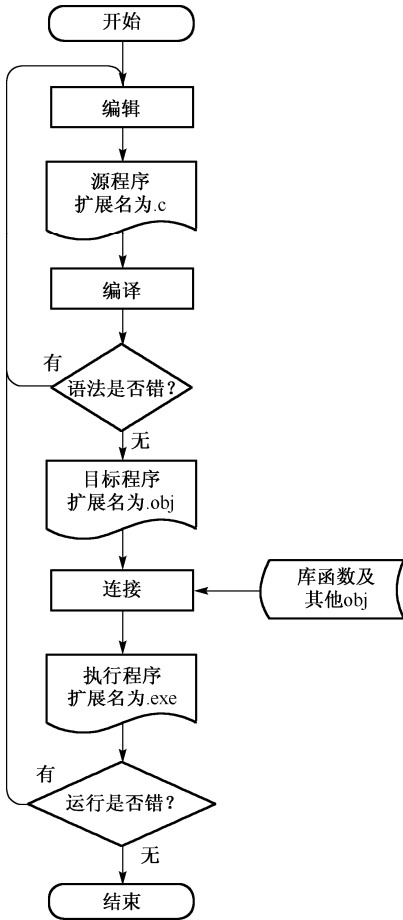 开始
编辑
源程序
扩展名为.c
编译
有
语法是否错？
无
目标程序
扩展名为.obj
连接
库函数及
其他obj
执行程序
扩展名为.exe
有
运行是否错？
无
结束